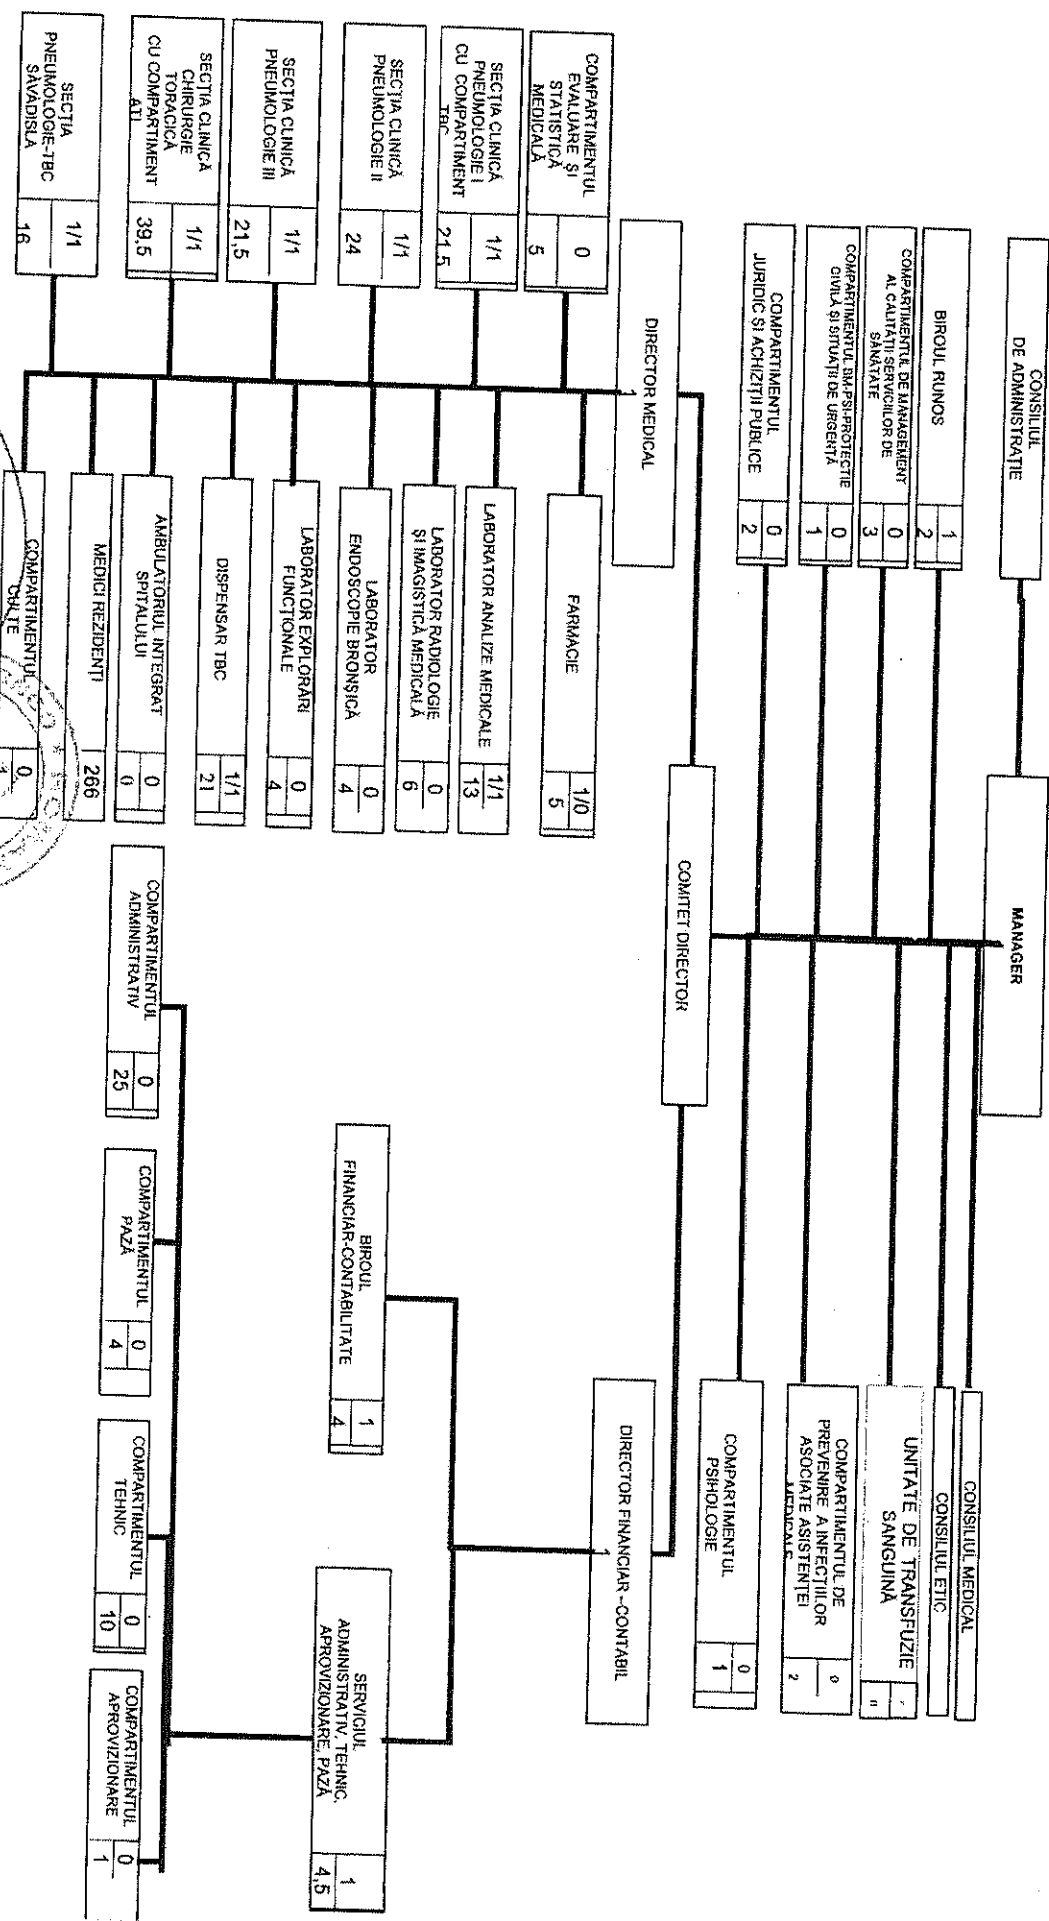 CONSILIUL
DE ADMINISTRAȚIE
MANAGER
BIROUL RUNOS
1
2
COMPARTIMENTUL DE MANAGEMENT
AL CALITĂȚII SERVICIILOR DE
SĂNĂTATE
0
3
COMPARTIMENTUL BM-PSI-PROTECȚIE
CIVILĂ ȘI SITUAȚII DE URGENȚĂ
0
1
COMPARTIMENTUL
JURIDIC ȘI ACHIZIȚII PUBLICE
0
2
CONSILIUL MEDICAL
CONSILIUL ETIC
UNITATE DE TRANSFUZIE
SANGUINĂ
COMPARTIMENTUL DE
PREVENIRE A INFECȚIILOR
ASOCIATE ASISTENȚEI
MEDICALE
0
2
COMPARTIMENTUL
PSIHOLOGIE
0
1
COMITET DIRECTOR
DIRECTOR MEDICAL
1
DIRECTOR FINANCIAR -CONTABIL
1
COMPARTIMENTUL
EVALUARE ȘI
STATISTICĂ
MEDICALĂ
0
5
SECȚIA CLINICĂ
PNEUMOLOGIE I
CU COMPARTIMENT
TBC
1/1
21,5
SECȚIA CLINICĂ
PNEUMOLOGIE II
1/1
24
SECȚIA CLINICĂ
PNEUMOLOGIE III
1/1
21,5
SECȚIA CLINICĂ
CHIRURGIE
TORACICĂ
CU COMPARTIMENT
ATI
1/1
39,5
SECȚIA
PNEUMOLOGIE-TBC
SĂVĂDISLA
1/1
16
FARMACIE
1/0
5
LABORATOR ANALIZE MEDICALE
1/1
13
LABORATOR RADIOLOGIE
ȘI IMAGISTICĂ MEDICALĂ
0
6
LABORATOR
ENDOSCOPIE BRONȘICĂ
0
4
LABORATOR EXPLORĂRI
FUNCȚIONALE
0
4
DISPENSAR TBC
1/1
21
AMBULATORIUL INTEGRAT
SPITALULUI
0
0
MEDICI REZIDENȚI
266
COMPARTIMENTUL
CULTE
0
1
BIROUL
FINANCIAR-CONTABILITATE
1
4
SERVICIUL
ADMINISTRATIV, TEHNIC,
APROVIZIONARE, PAZĂ
1
4,5
COMPARTIMENTUL
ADMINISTRATIV
0
25
COMPARTIMENTUL
PAZĂ
0
4
COMPARTIMENTUL
TEHNIC
0
10
COMPARTIMENTUL
APROVIZIONARE
0
1